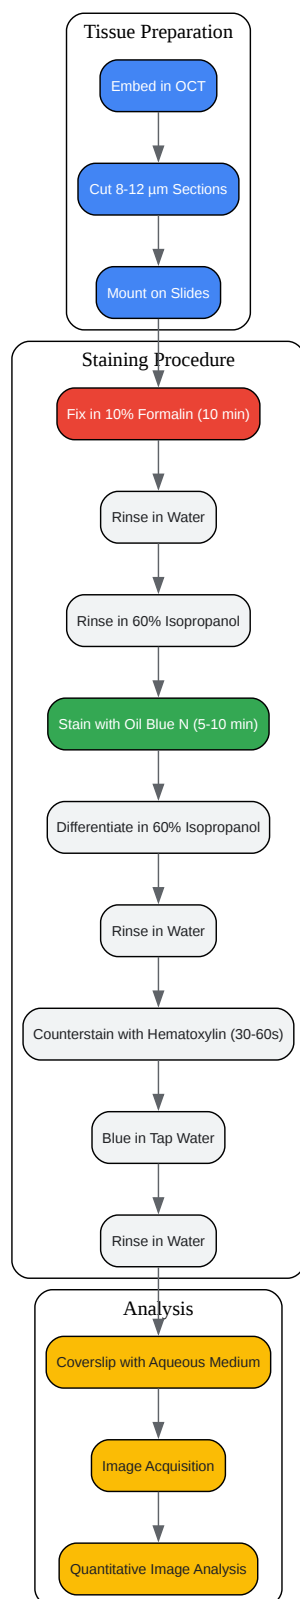 Tissue Preparation
Embed in OCT
Cut 8-12 µm Sections
Mount on Slides
Staining Procedure
Fix in 10% Formalin (10 min)
Rinse in Water
Rinse in 60% Isopropanol
Stain with Oil Blue N (5-10 min)
Differentiate in 60% Isopropanol
Rinse in Water
Counterstain with Hematoxylin (30-60s)
Blue in Tap Water
Rinse in Water
Analysis
Coverslip with Aqueous Medium
Image Acquisition
Quantitative Image Analysis